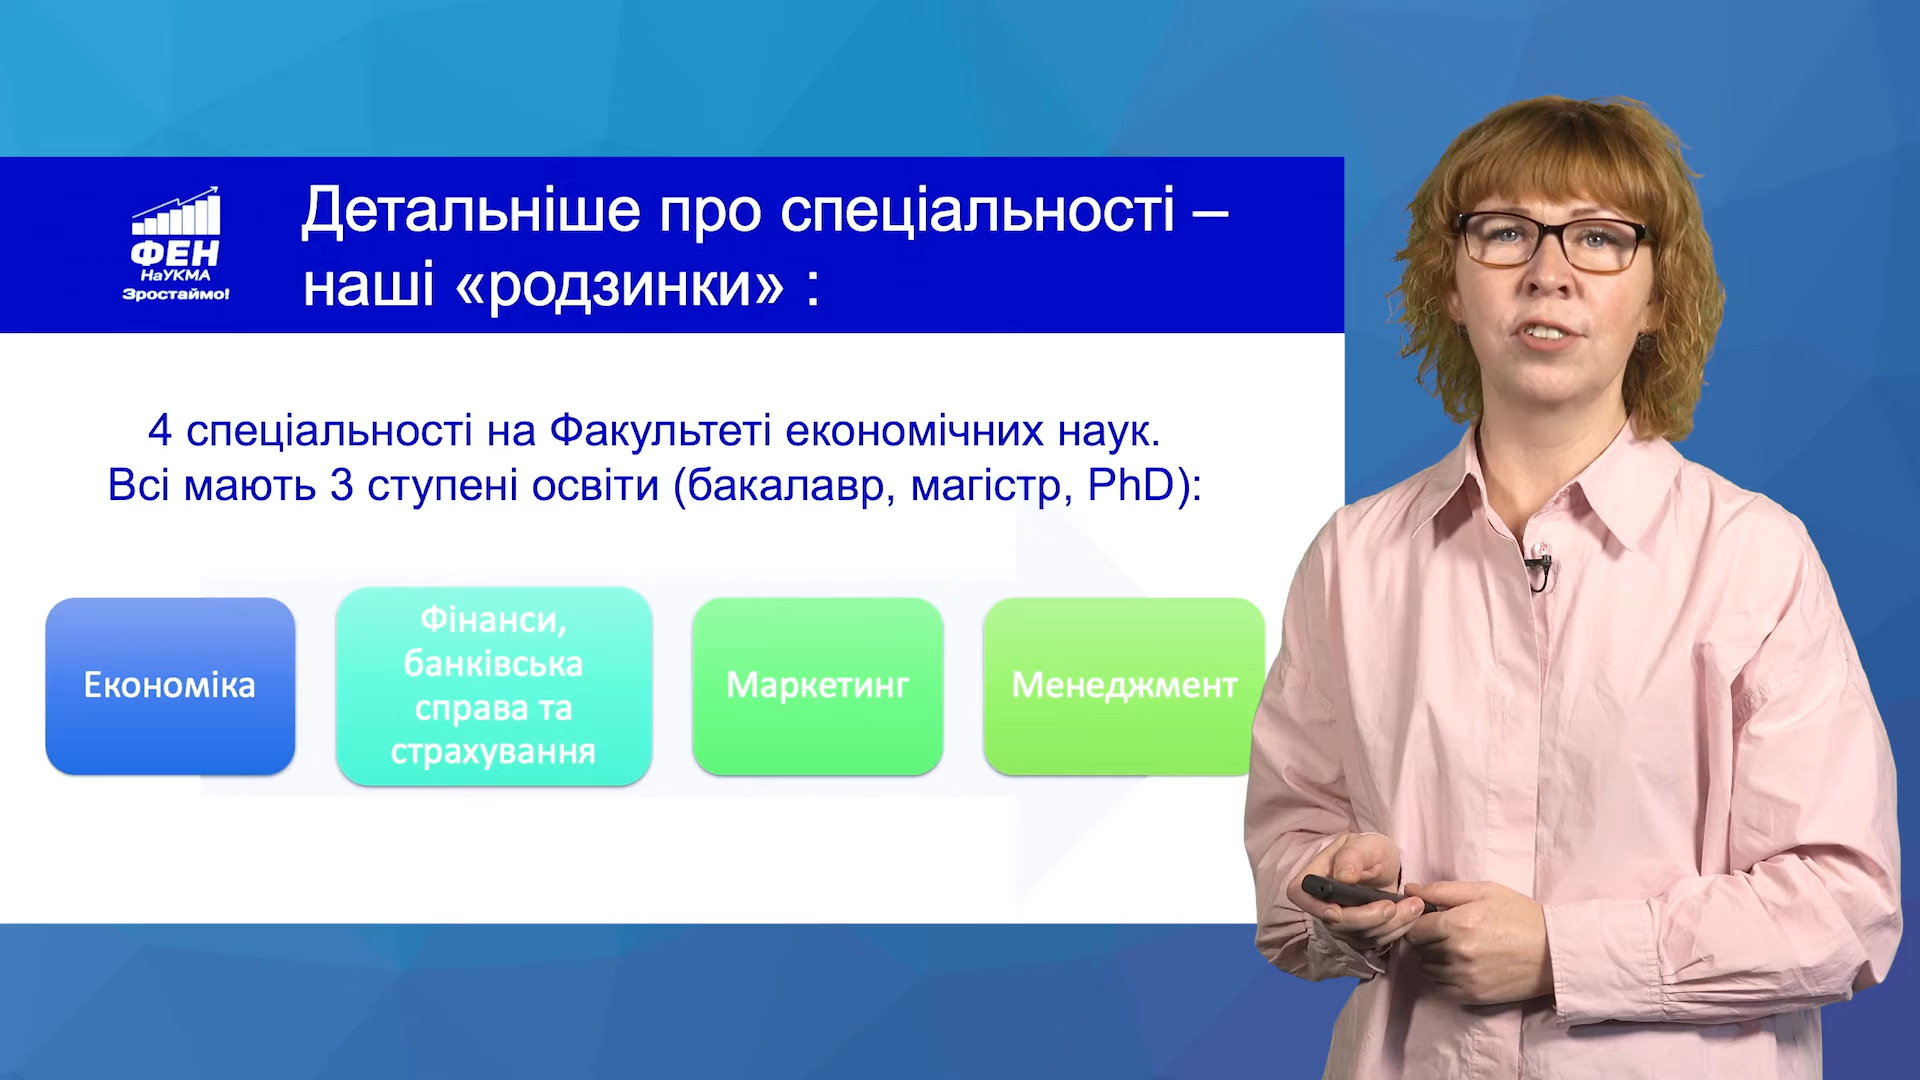 ФЕН
НаУКМА
Зростаймо!
Детальніше про спеціальності –
наші «родзинки» :
4 спеціальності на Факультеті економічних наук.
Всі мають 3 ступені освіти (бакалавр, магістр, PhD):
Економіка
Фінанси,
банківська
справа та
страхування
Маркетинг
Менеджмент